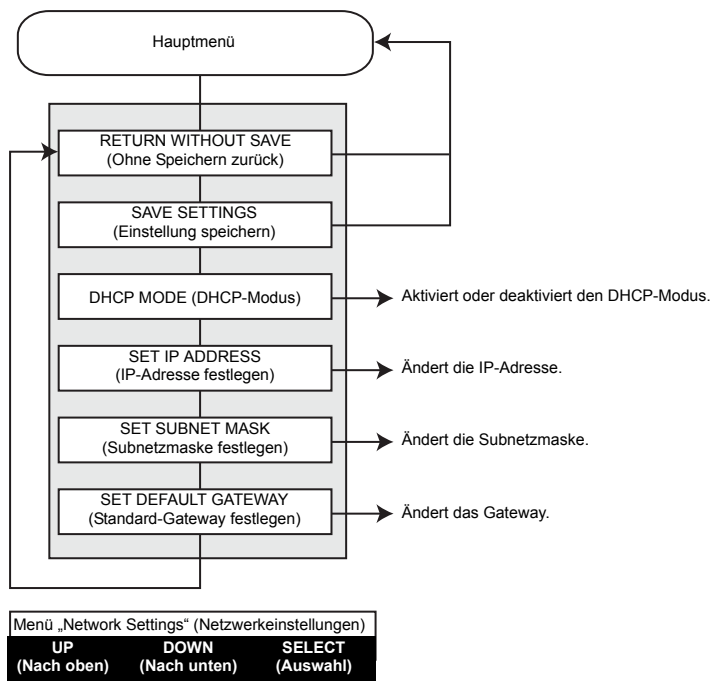 Hauptmenü
RETURN WITHOUT SAVE
(Ohne Speichern zurück)
SAVE SETTINGS
(Einstellung speichern)
DHCP MODE (DHCP-Modus)
Aktiviert oder deaktiviert den DHCP-Modus.
SET IP ADDRESS
(IP-Adresse festlegen)
Ändert die IP-Adresse.
SET SUBNET MASK
(Subnetzmaske festlegen)
Ändert die Subnetzmaske.
SET DEFAULT GATEWAY
(Standard-Gateway festlegen)
Ändert das Gateway.
Menü „Network Settings“ (Netzwerkeinstellungen)
UP DOWN SELECT
(Nach oben) (Nach unten) (Auswahl)